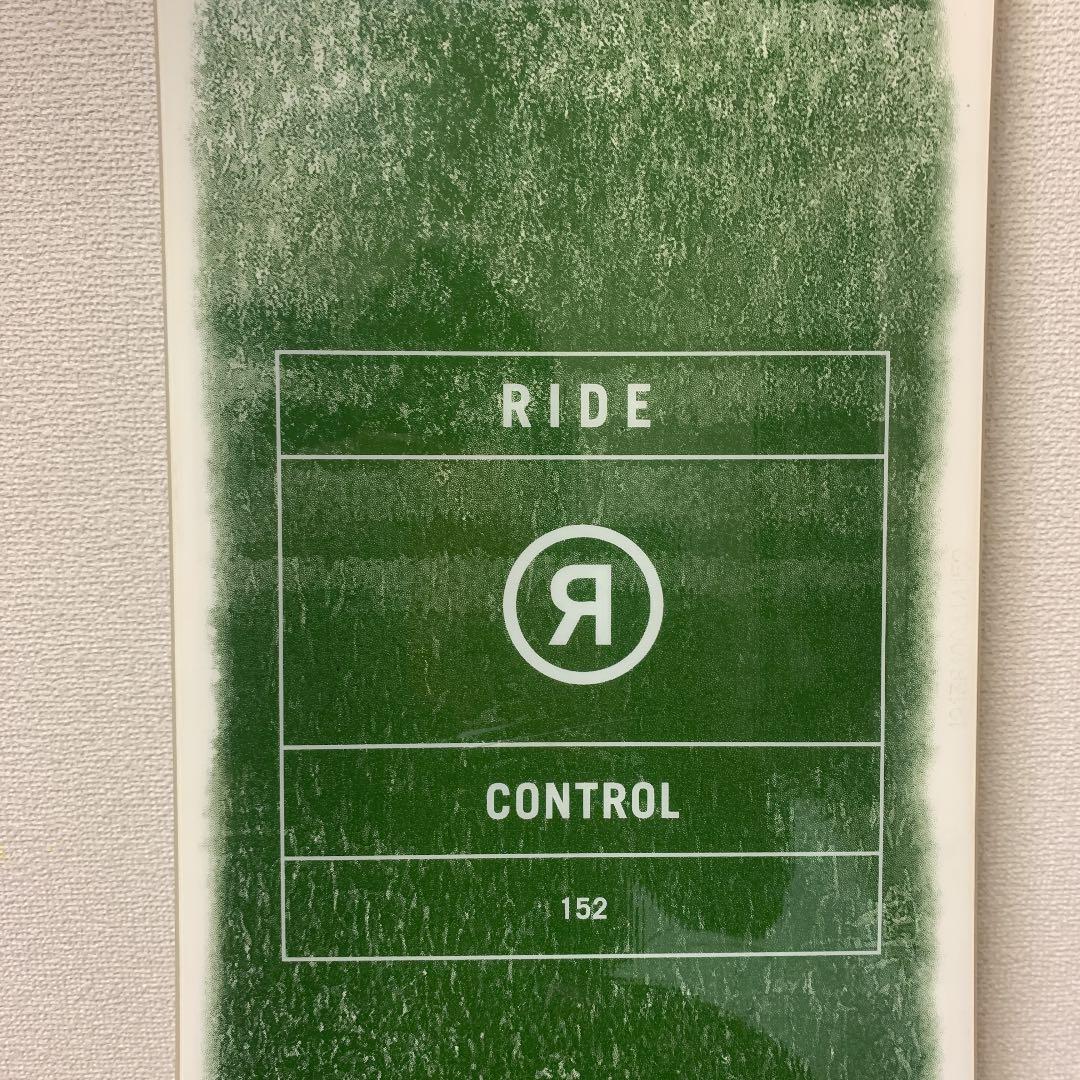 RIDE
Я
CONTROL
152